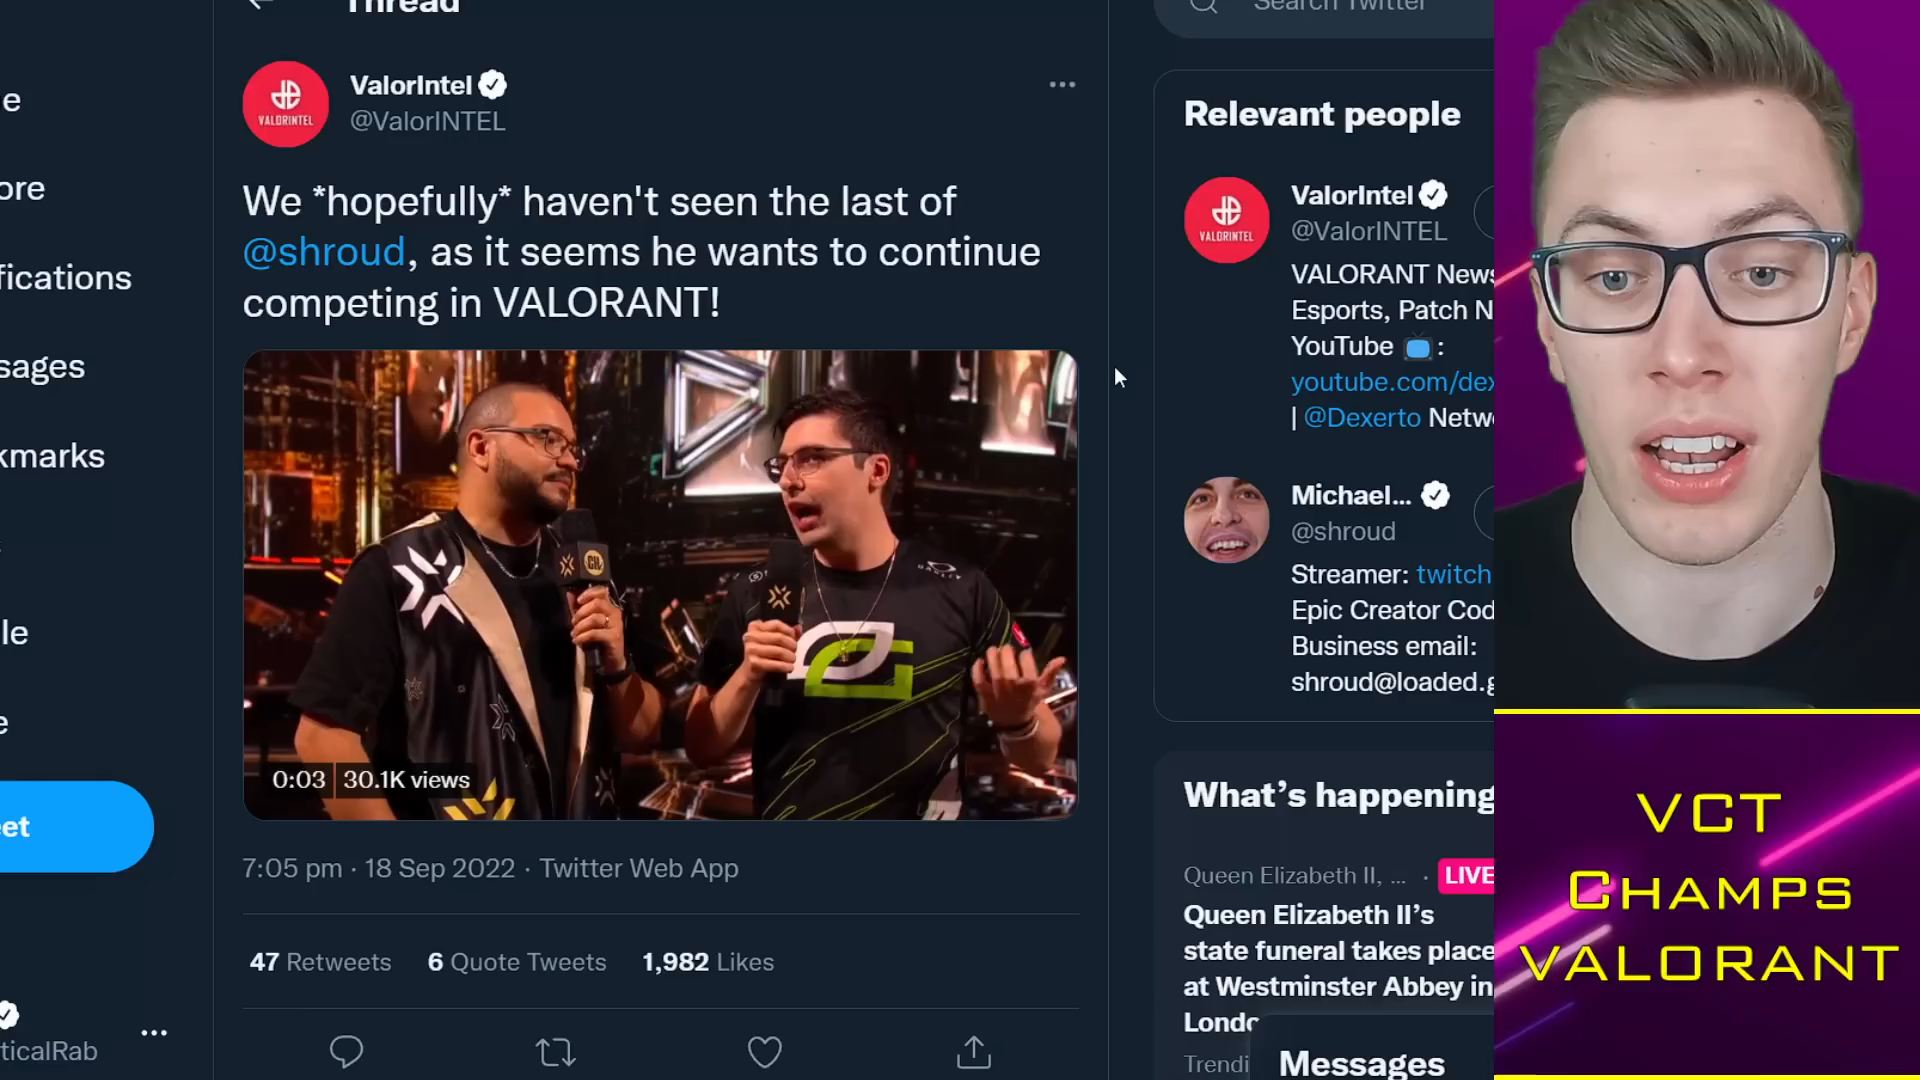 Thread
Search Twitter
e
ore
fications
sages
kmarks
le
e
eet
ticalRab
ValorIntel
@ValorINTEL
VALORINTEL
We *hopefully* haven't seen the last of
@shroud, as it seems he wants to continue
competing in VALORANT!
0:03 30.1K views
7:05 pm · 18 Sep 2022 · Twitter Web App
47 Retweets 6 Quote Tweets 1,982 Likes
Relevant people
ValorIntel
@ValorINTEL
VALORINTEL
VALORANT News
Esports, Patch N
YouTube :
youtube.com/dex
| @Dexerto Netwo
Michael...
@shroud
Streamer: twitch
Epic Creator Cod
Business email:
shroud@loaded.g
What's happening
Queen Elizabeth II, ... · LIVE
Queen Elizabeth II's
state funeral takes place
at Westminster Abbey in
Londo
Trendi
Messages
VCT
CHAMPS
VALORANT